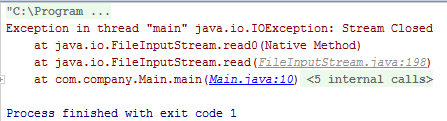 "C:\Program ...
Exception in thread "main" java.io.IOException: Stream Closed
at java.io.FileInputStream.read0(Native Method)
at java.io.FileInputStream.read(FileInputStream.java:198)
at com.company.Main.main(Main.java:10) <5 internal calls>
Process finished with exit code 1